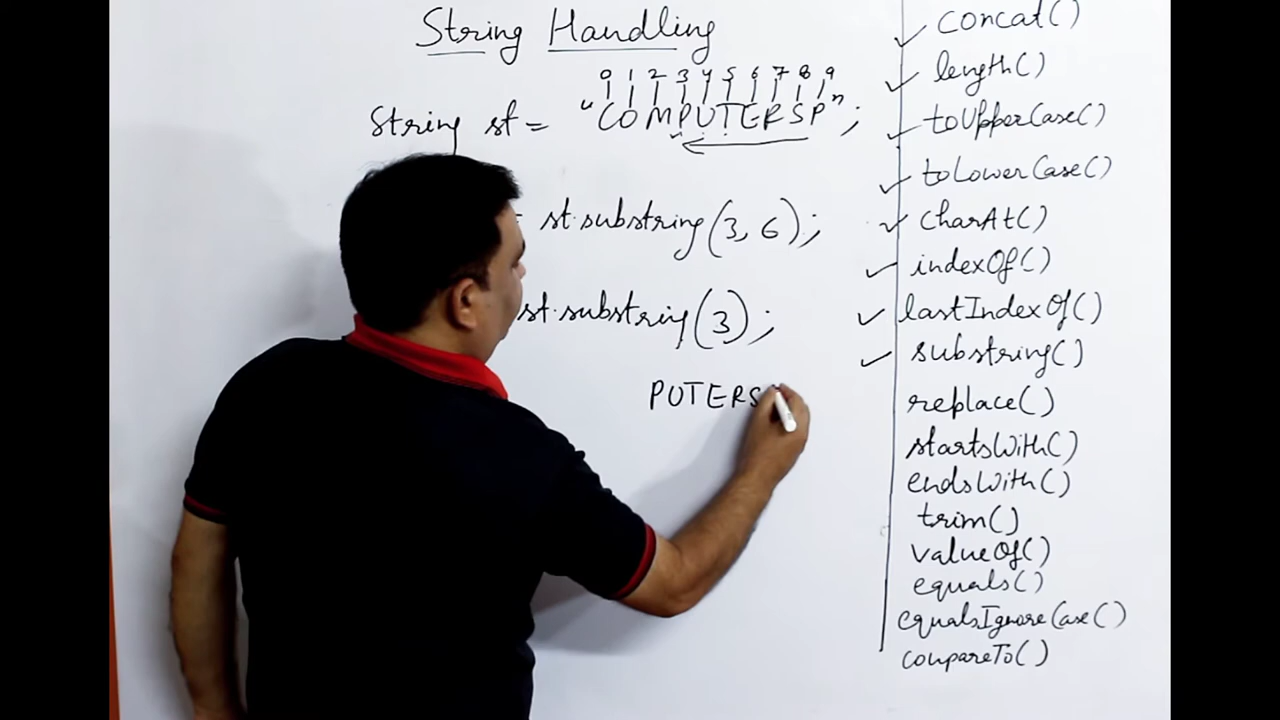 String Handling
0 1 2 3 4 5 6 7 8 9
String st = "COMPUTERSP";
st.substring(3, 6);
st.substring(3);
PUTERS
concat()
length()
toUpperCase()
toLowerCase()
charAt()
indexOf()
lastIndexOf()
substring()
replace()
startsWith()
endsWith()
trim()
valueOf()
equals()
equalsIgnoreCase()
compareTo()